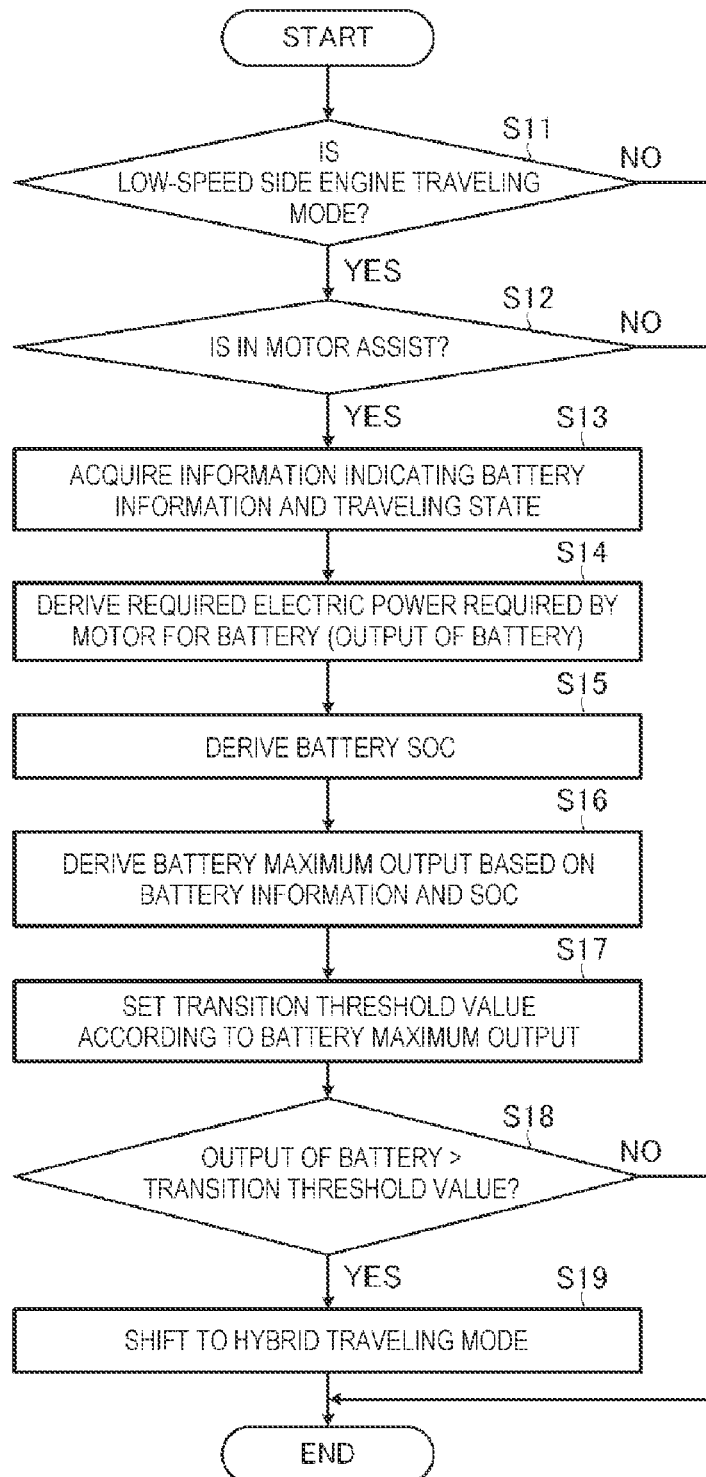 START
S11
IS
LOW-SPEED SIDE ENGINE TRAVELING
MODE?
NO
YES
S12
IS IN MOTOR ASSIST?
NO
YES
S13
ACQUIRE INFORMATION INDICATING BATTERY
INFORMATION AND TRAVELING STATE
S14
DERIVE REQUIRED ELECTRIC POWER REQUIRED BY
MOTOR FOR BATTERY (OUTPUT OF BATTERY)
S15
DERIVE BATTERY SOC
S16
DERIVE BATTERY MAXIMUM OUTPUT BASED ON
BATTERY INFORMATION AND SOC
S17
SET TRANSITION THRESHOLD VALUE
ACCORDING TO BATTERY MAXIMUM OUTPUT
S18
OUTPUT OF BATTERY >
TRANSITION THRESHOLD VALUE?
NO
YES
S19
SHIFT TO HYBRID TRAVELING MODE
END